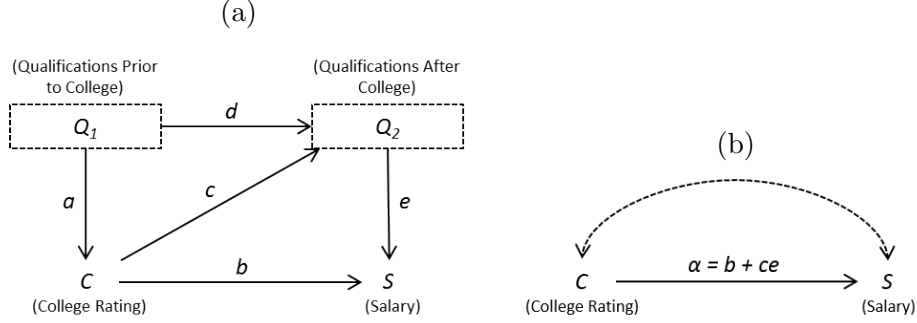 (a)
(Qualifications Prior
to College)
(Qualifications After
College)
Q1
d
Q2
(b)
a
c
e
C
b
S
(College Rating)
(Salary)
C
α = b + ce
S
(College Rating)
(Salary)